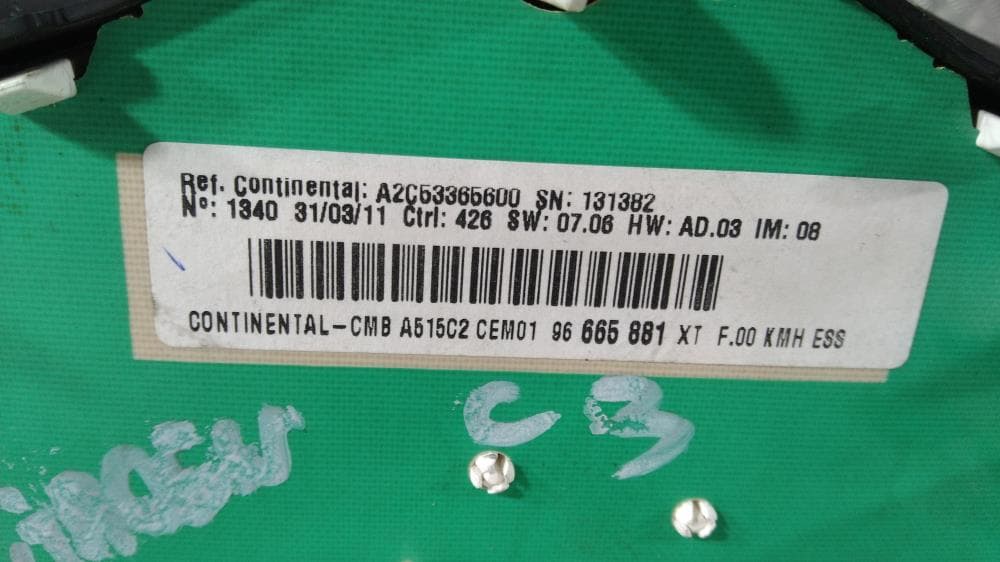 Ref. Continental: A2C53365600 SN: 131382
Nº: 1340 31/03/11 Ctrl: 426 SW: 07.06 HW: AD.03 IM: 08
CONTINENTAL-CMB A515C2 CEM01 96 665 881 XT F.00 KMH ESS
C3